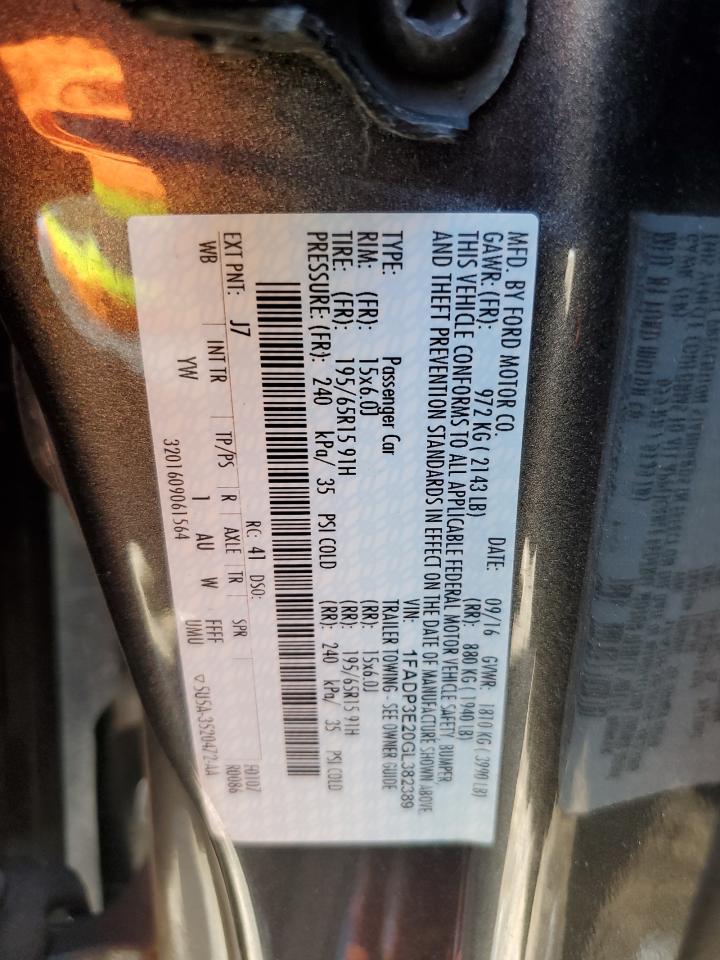 MFD. BY FORD MOTOR CO.
DATE: 09/16 GVWR: 1810 KG ( 3990 LB)
GAWR: (FR): 972 KG ( 2143 LB) (RR): 880 KG ( 1940 LB)
THIS VEHICLE CONFORMS TO ALL APPLICABLE FEDERAL MOTOR VEHICLE SAFETY, BUMPER,
AND THEFT PREVENTION STANDARDS IN EFFECT ON THE DATE OF MANUFACTURE SHOWN ABOVE
VIN: 1FADP3E20GL382389
TYPE: Passenger Car TRAILER TOWING - SEE OWNER GUIDE
RIM: (FR): 15x6.0J (RR): 15x6.0J
TIRE: (FR): 195/65R15 91H (RR): 195/65R15 91H
PRESSURE: (FR): 240 kPa/ 35 PSI COLD (RR): 240 kPa/ 35 PSI COLD
RC: 41 DSO:
EXT PNT: J7
INT TR TP/PS R AXLE TR SPR
WB YW 1 AU W FFFF UMU
3201609061564
▽5USA-3520472-AA